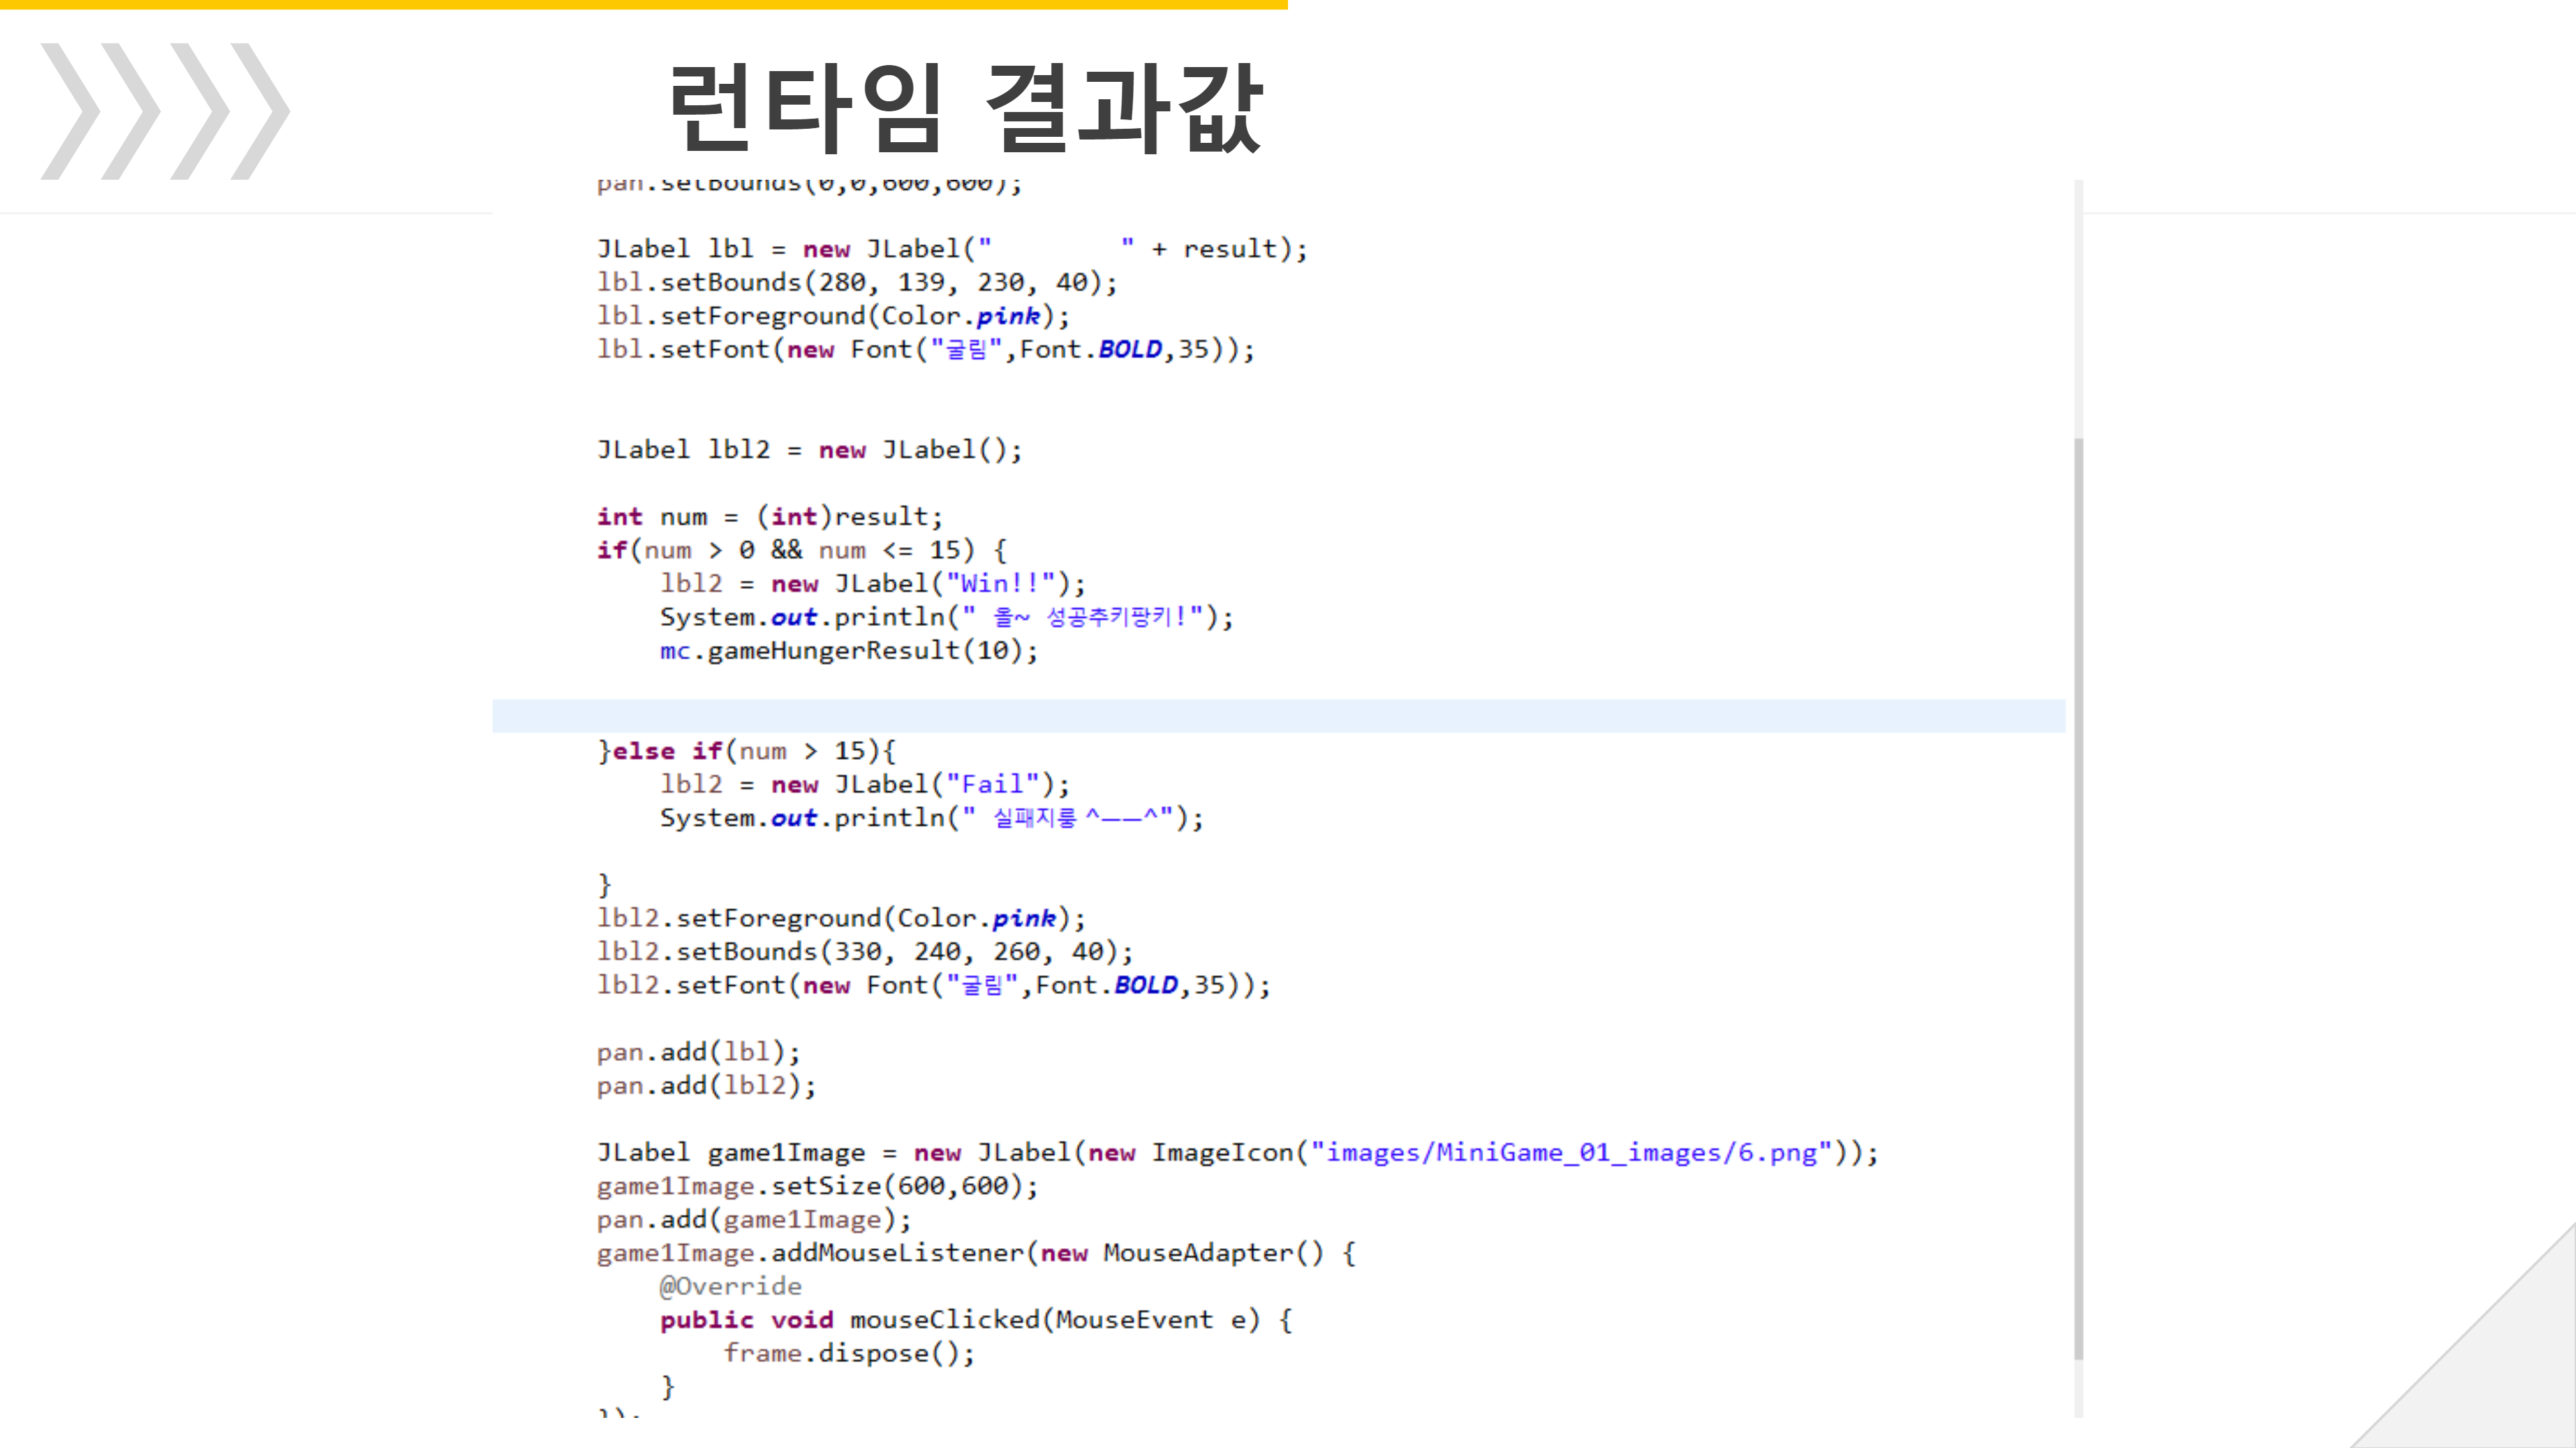 런타임 결과값
pan.setBounds(0,0,600,600);
JLabel lbl = new JLabel("        " + result);
lbl.setBounds(280, 139, 230, 40);
lbl.setForeground(Color.pink);
lbl.setFont(new Font("굴림",Font.BOLD,35));
JLabel lbl2 = new JLabel();
int num = (int)result;
if(num > 0 && num <= 15) {
lbl2 = new JLabel("Win!!");
System.out.println(" 올~ 성공추키팡키!");
mc.gameHungerResult(10);
}else if(num > 15){
lbl2 = new JLabel("Fail");
System.out.println(" 실패지롱 ^――^");
}
lbl2.setForeground(Color.pink);
lbl2.setBounds(330, 240, 260, 40);
lbl2.setFont(new Font("굴림",Font.BOLD,35));
pan.add(lbl);
pan.add(lbl2);
JLabel game1Image = new JLabel(new ImageIcon("images/MiniGame_01_images/6.png"));
game1Image.setSize(600,600);
pan.add(game1Image);
game1Image.addMouseListener(new MouseAdapter() {
@Override
public void mouseClicked(MouseEvent e) {
frame.dispose();
}
});